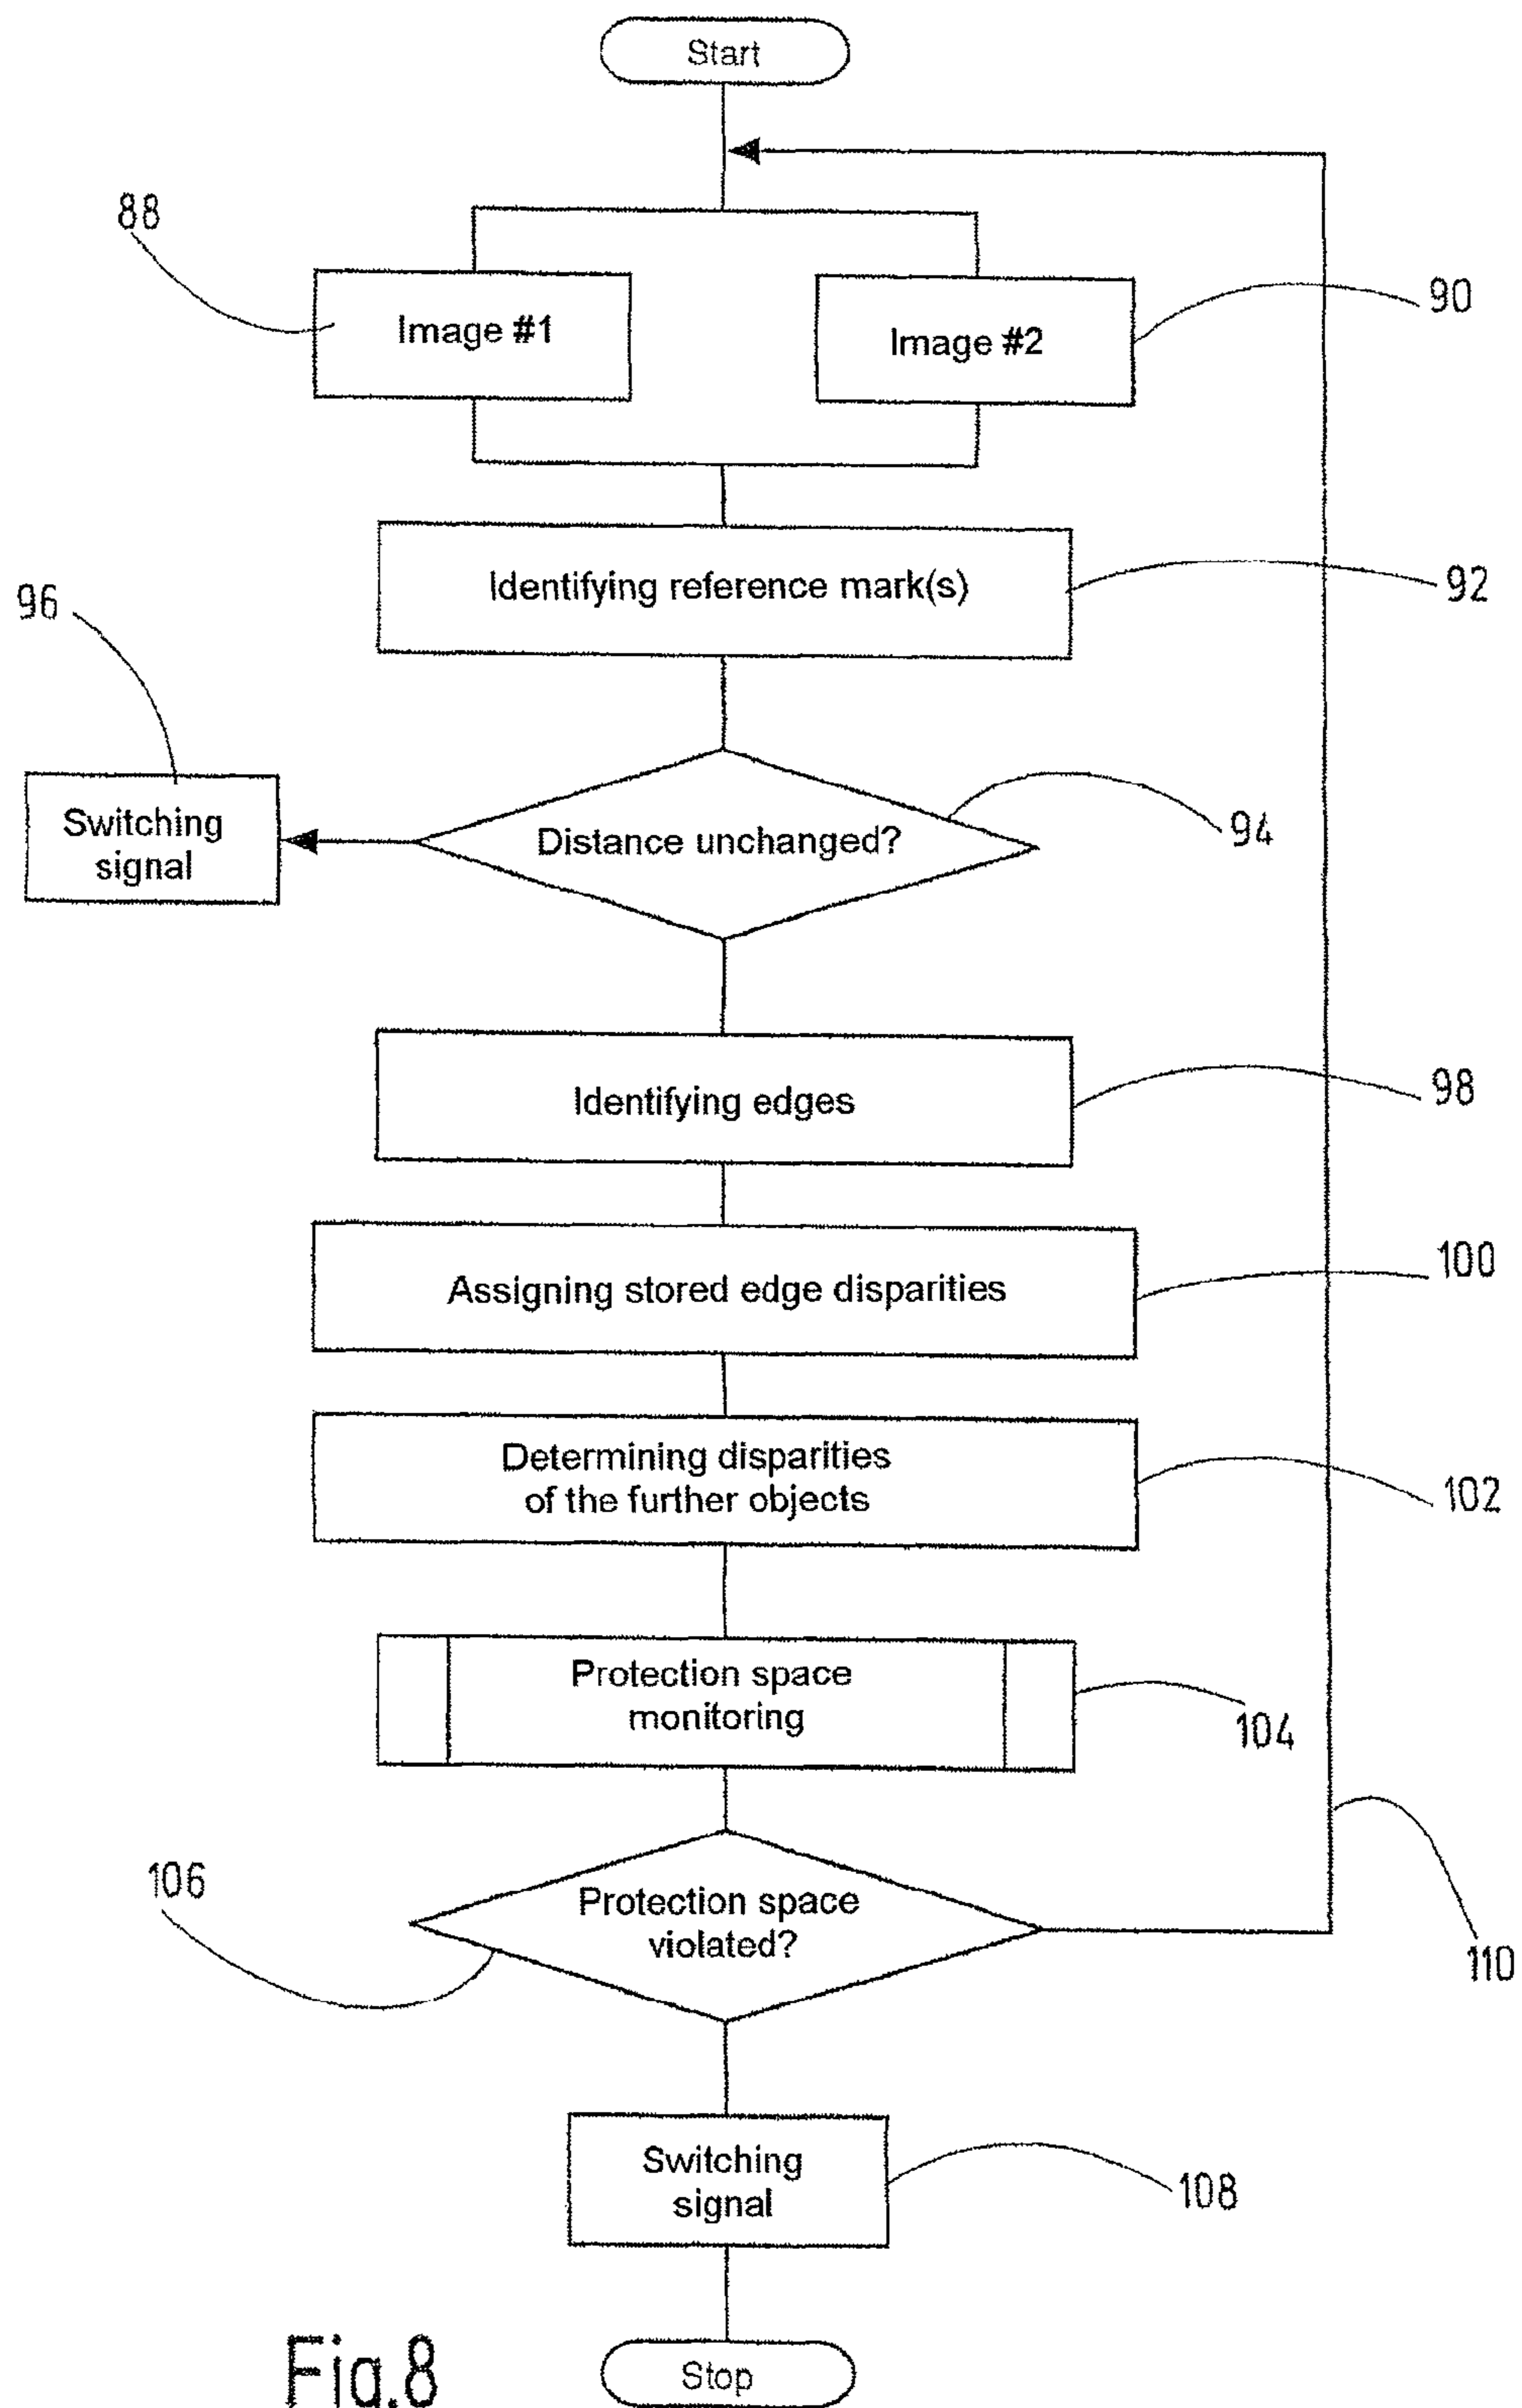 Start
88
Image #1
Image #2
90
Identifying reference mark(s)
92
96
Switching
signal
Distance unchanged?
94
Identifying edges
98
Assigning stored edge disparities
100
Determining disparities
of the further objects
102
Protection space
monitoring
104
106
Protection space
violated?
110
Switching
signal
108
Fig.8
Stop